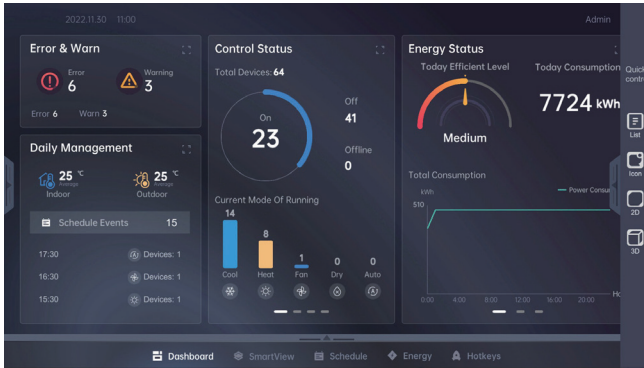 2022.11.30 11:00
Admin
Error & Warn
Error
6
Warning
3
Error 6 Warn 3
Daily Management
25 °C
Average
Indoor
25 °C
Average
Outdoor
Schedule Events 15
17:30 Devices: 1
16:30 Devices: 1
15:30 Devices: 1
Control Status
Total Devices: 64
On
23
Off
41
Offline
0
Current Mode Of Running
14 8 1 0 0
Cool Heat Fan Dry Auto
Energy Status
Today Efficient Level
Medium
Today Consumption
7724 kWh
Total Consumption
kWh
Power Consu
510
0:00 4:00 8:00 12:00 16:00 20:00
Ho
Quick
contr
List
Icon
2D
3D
Dashboard SmartView Schedule Energy Hotkeys